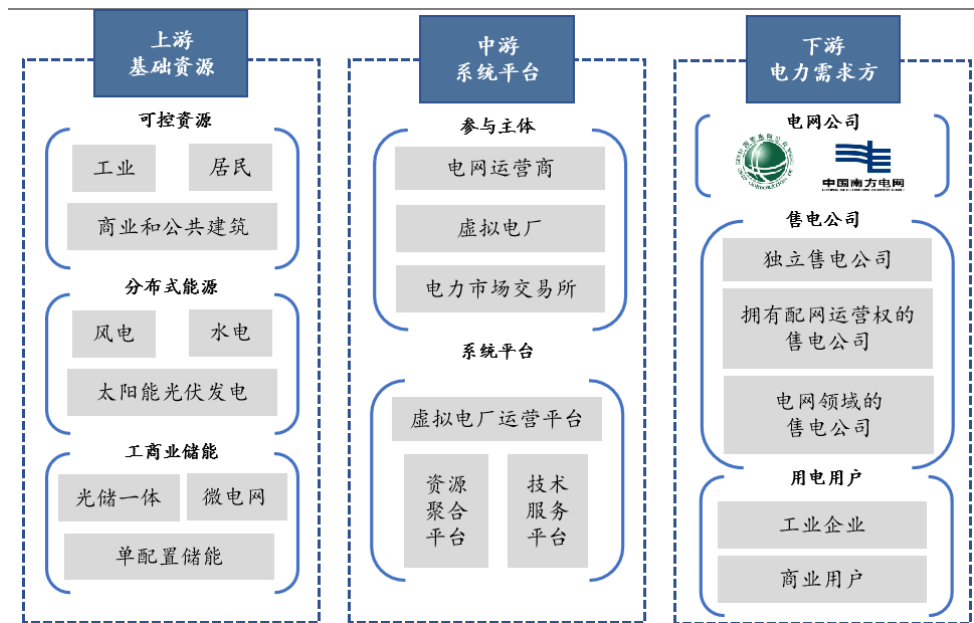 上游
基础资源
可控资源
工业
居民
商业和公共建筑
分布式能源
风电
水电
太阳能光伏发电
工商业储能
光储一体
微电网
单配置储能
中游
系统平台
参与主体
电网运营商
虚拟电厂
电力市场交易所
系统平台
虚拟电厂运营平台
资源
聚合
平台
技术
服务
平台
下游
电力需求方
电网公司
中国南方电网
售电公司
独立售电公司
拥有配网运营权的
售电公司
电网领域的
售电公司
用电用户
工业企业
商业用户